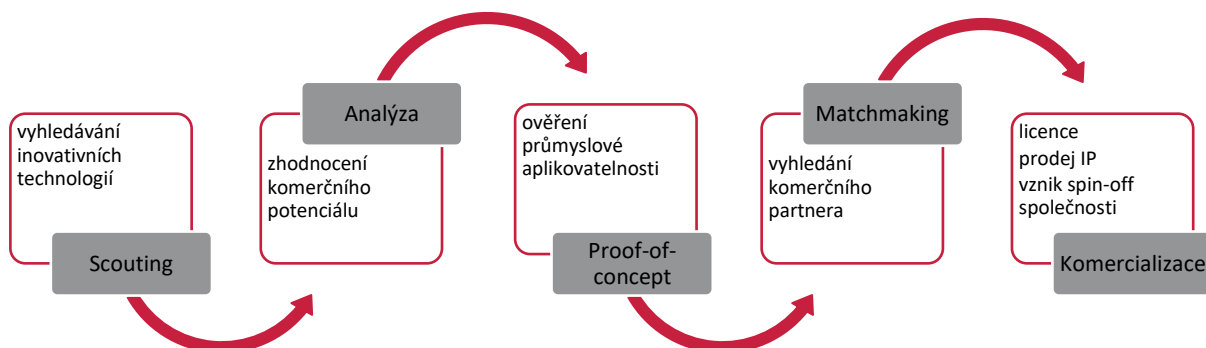 vyhledávání
inovativních
technologií
Scouting
Analýza
zhodnocení
komerčního
potenciálu
ověření
průmyslové
aplikovatelnosti
Proof-of-
concept
Matchmaking
vyhledání
komerčního
partnera
licence
prodej IP
vznik spin-off
společnosti
Komercializace